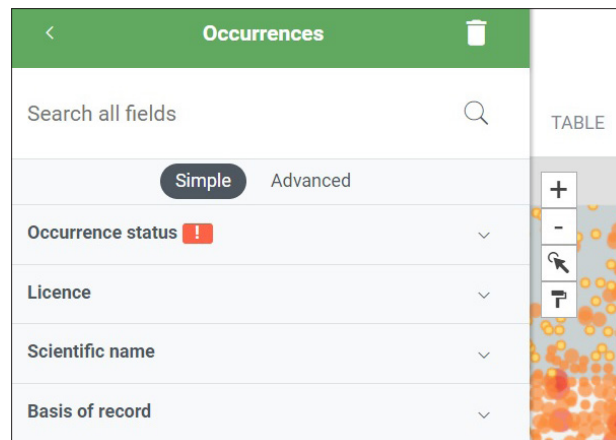 Occurrences
Search all fields
TABLE
Simple Advanced
+
Occurrence status !
-
Licence
Scientific name
Basis of record